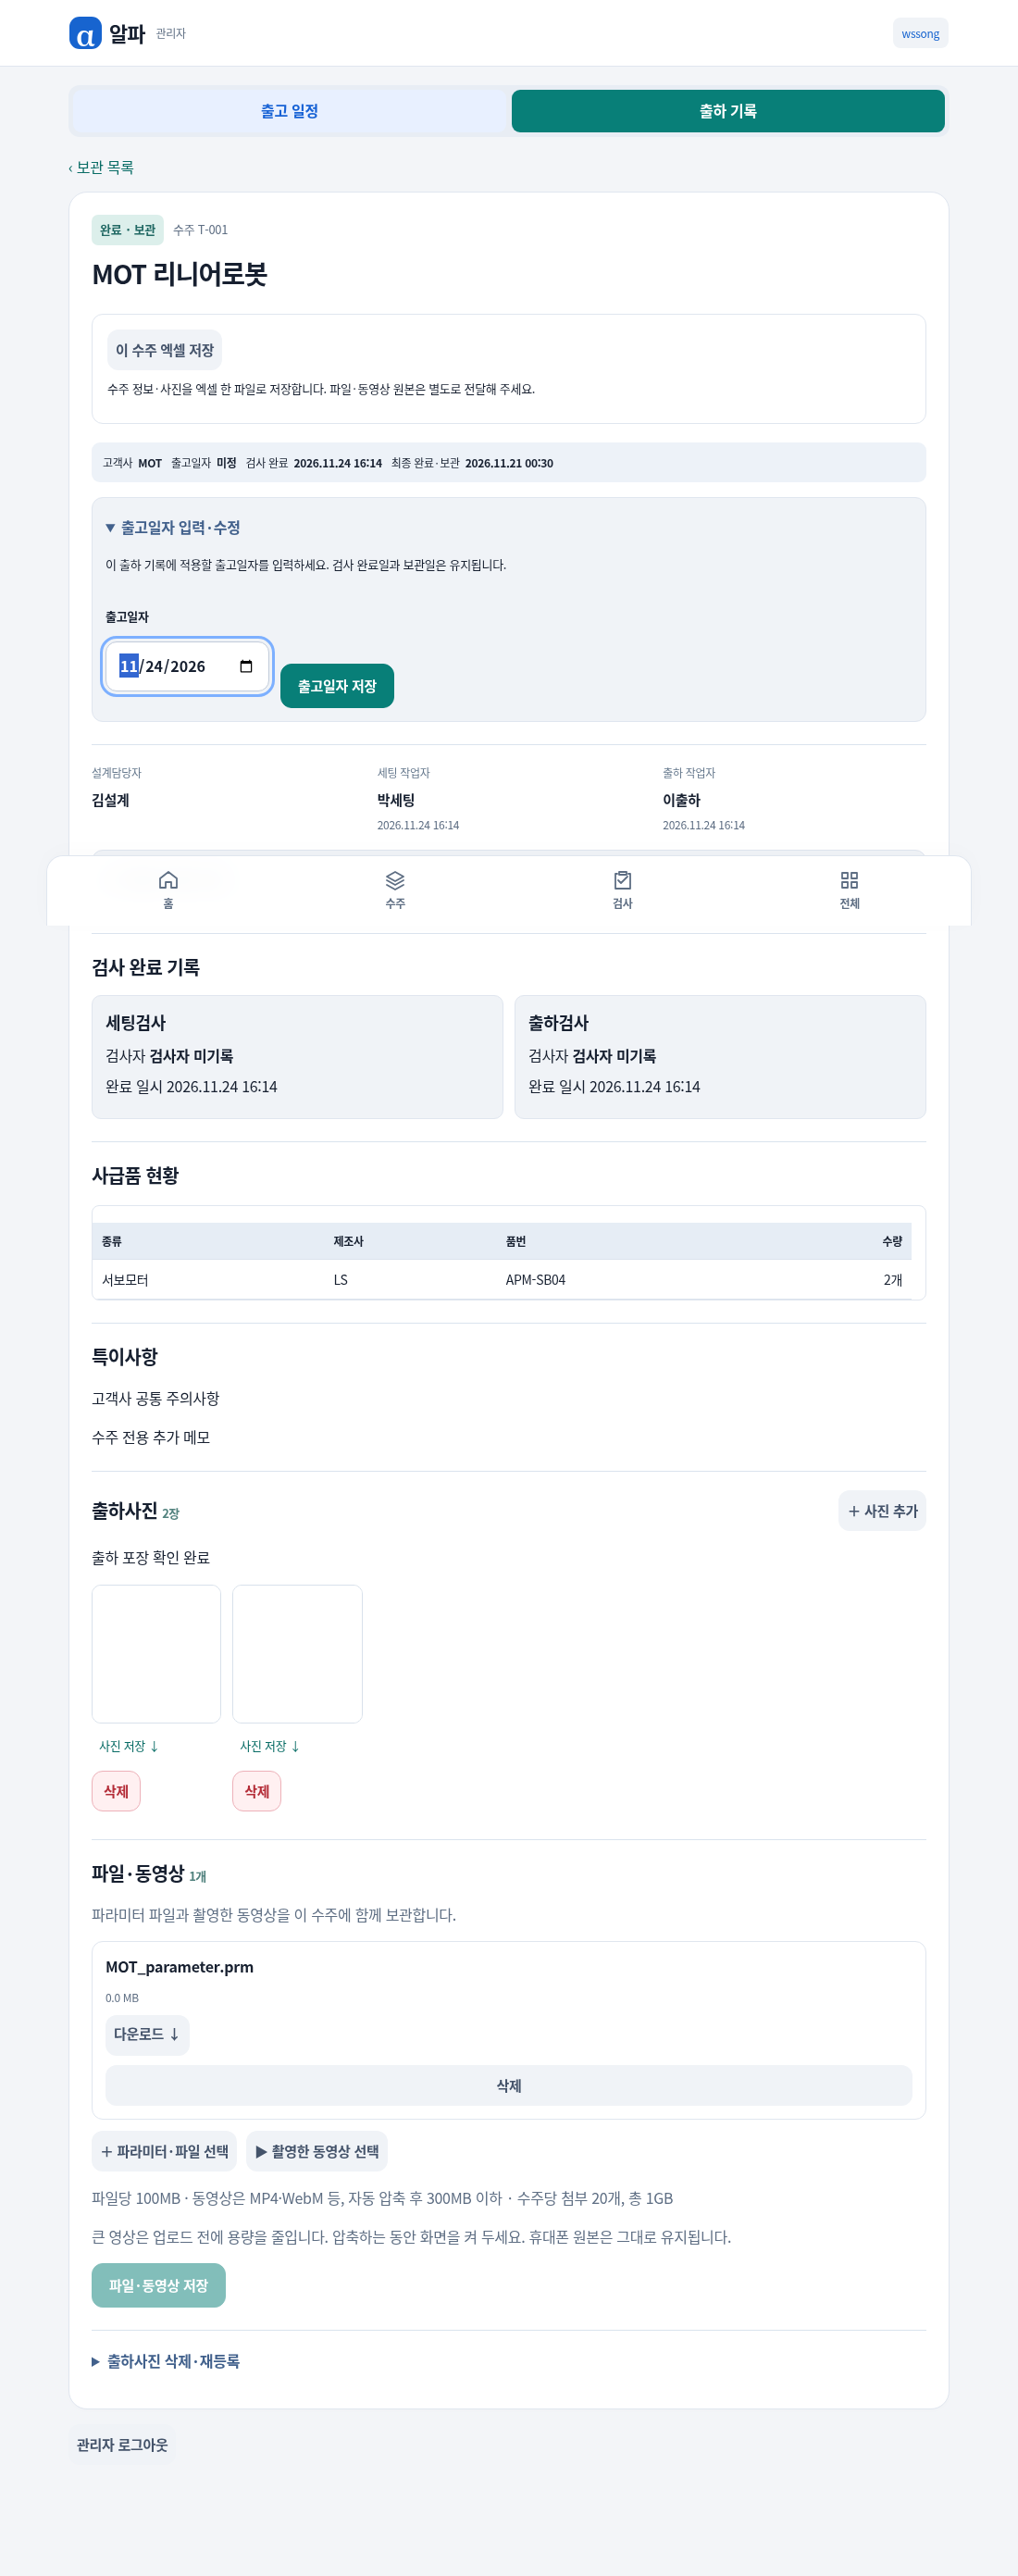 α 알파 관리자 wssong
출고 일정 출하 기록
‹ 보관 목록
완료 · 보관 수주 T-001
MOT 리니어로봇
이 수주 엑셀 저장
수주 정보·사진을 엑셀 한 파일로 저장합니다. 파일·동영상 원본은 별도로 전달해 주세요.
고객사 MOT 출고일자 미정 검사 완료 2026.11.24 16:14 최종 완료·보관 2026.11.21 00:30
▼ 출고일자 입력·수정
이 출하 기록에 적용할 출고일자를 입력하세요. 검사 완료일과 보관일은 유지됩니다.
출고일자
11/24/2026 출고일자 저장
설계담당자 세팅 작업자 출하 작업자
김설계 박세팅 이출하
2026.11.24 16:14 2026.11.24 16:14
홈 수주 검사 전체
검사 완료 기록
세팅검사 출하검사
검사자 검사자 미기록 검사자 검사자 미기록
완료 일시 2026.11.24 16:14 완료 일시 2026.11.24 16:14
사급품 현황
종류 제조사 품번 수량
서보모터 LS APM-SB04 2개
특이사항
고객사 공통 주의사항
수주 전용 추가 메모
출하사진 2장 + 사진 추가
출하 포장 확인 완료
사진 저장 ↓ 사진 저장 ↓
삭제 삭제
파일·동영상 1개
파라미터 파일과 촬영한 동영상을 이 수주에 함께 보관합니다.
MOT_parameter.prm
0.0 MB
다운로드 ↓
삭제
+ 파라미터·파일 선택 ▶ 촬영한 동영상 선택
파일당 100MB · 동영상은 MP4·WebM 등, 자동 압축 후 300MB 이하 · 수주당 첨부 20개, 총 1GB
큰 영상은 업로드 전에 용량을 줄입니다. 압축하는 동안 화면을 켜 두세요. 휴대폰 원본은 그대로 유지됩니다.
파일·동영상 저장
▶ 출하사진 삭제·재등록
관리자 로그아웃